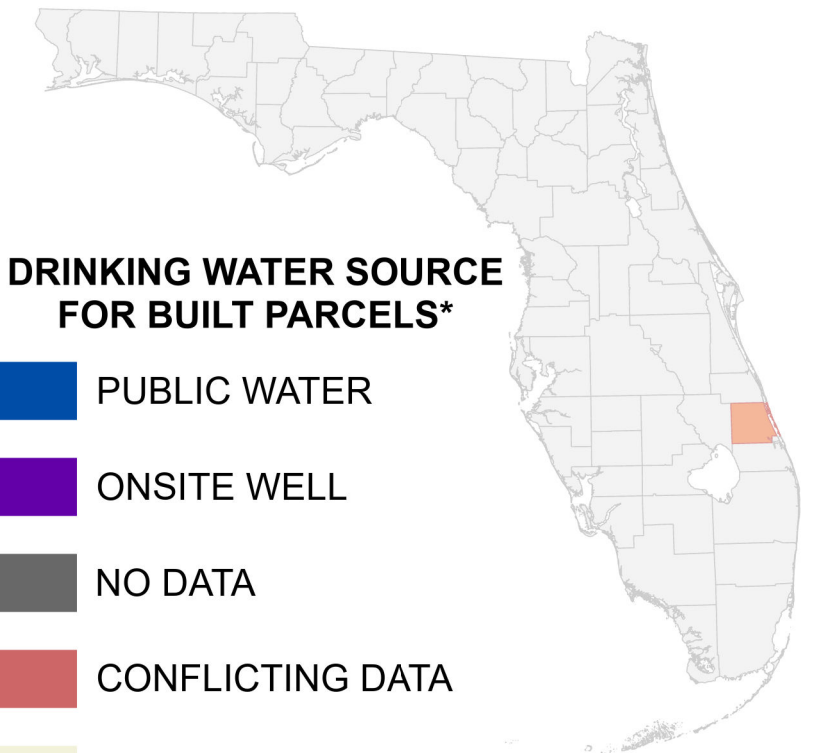 DRINKING WATER SOURCE
FOR BUILT PARCELS*
PUBLIC WATER
ONSITE WELL
NO DATA
CONFLICTING DATA